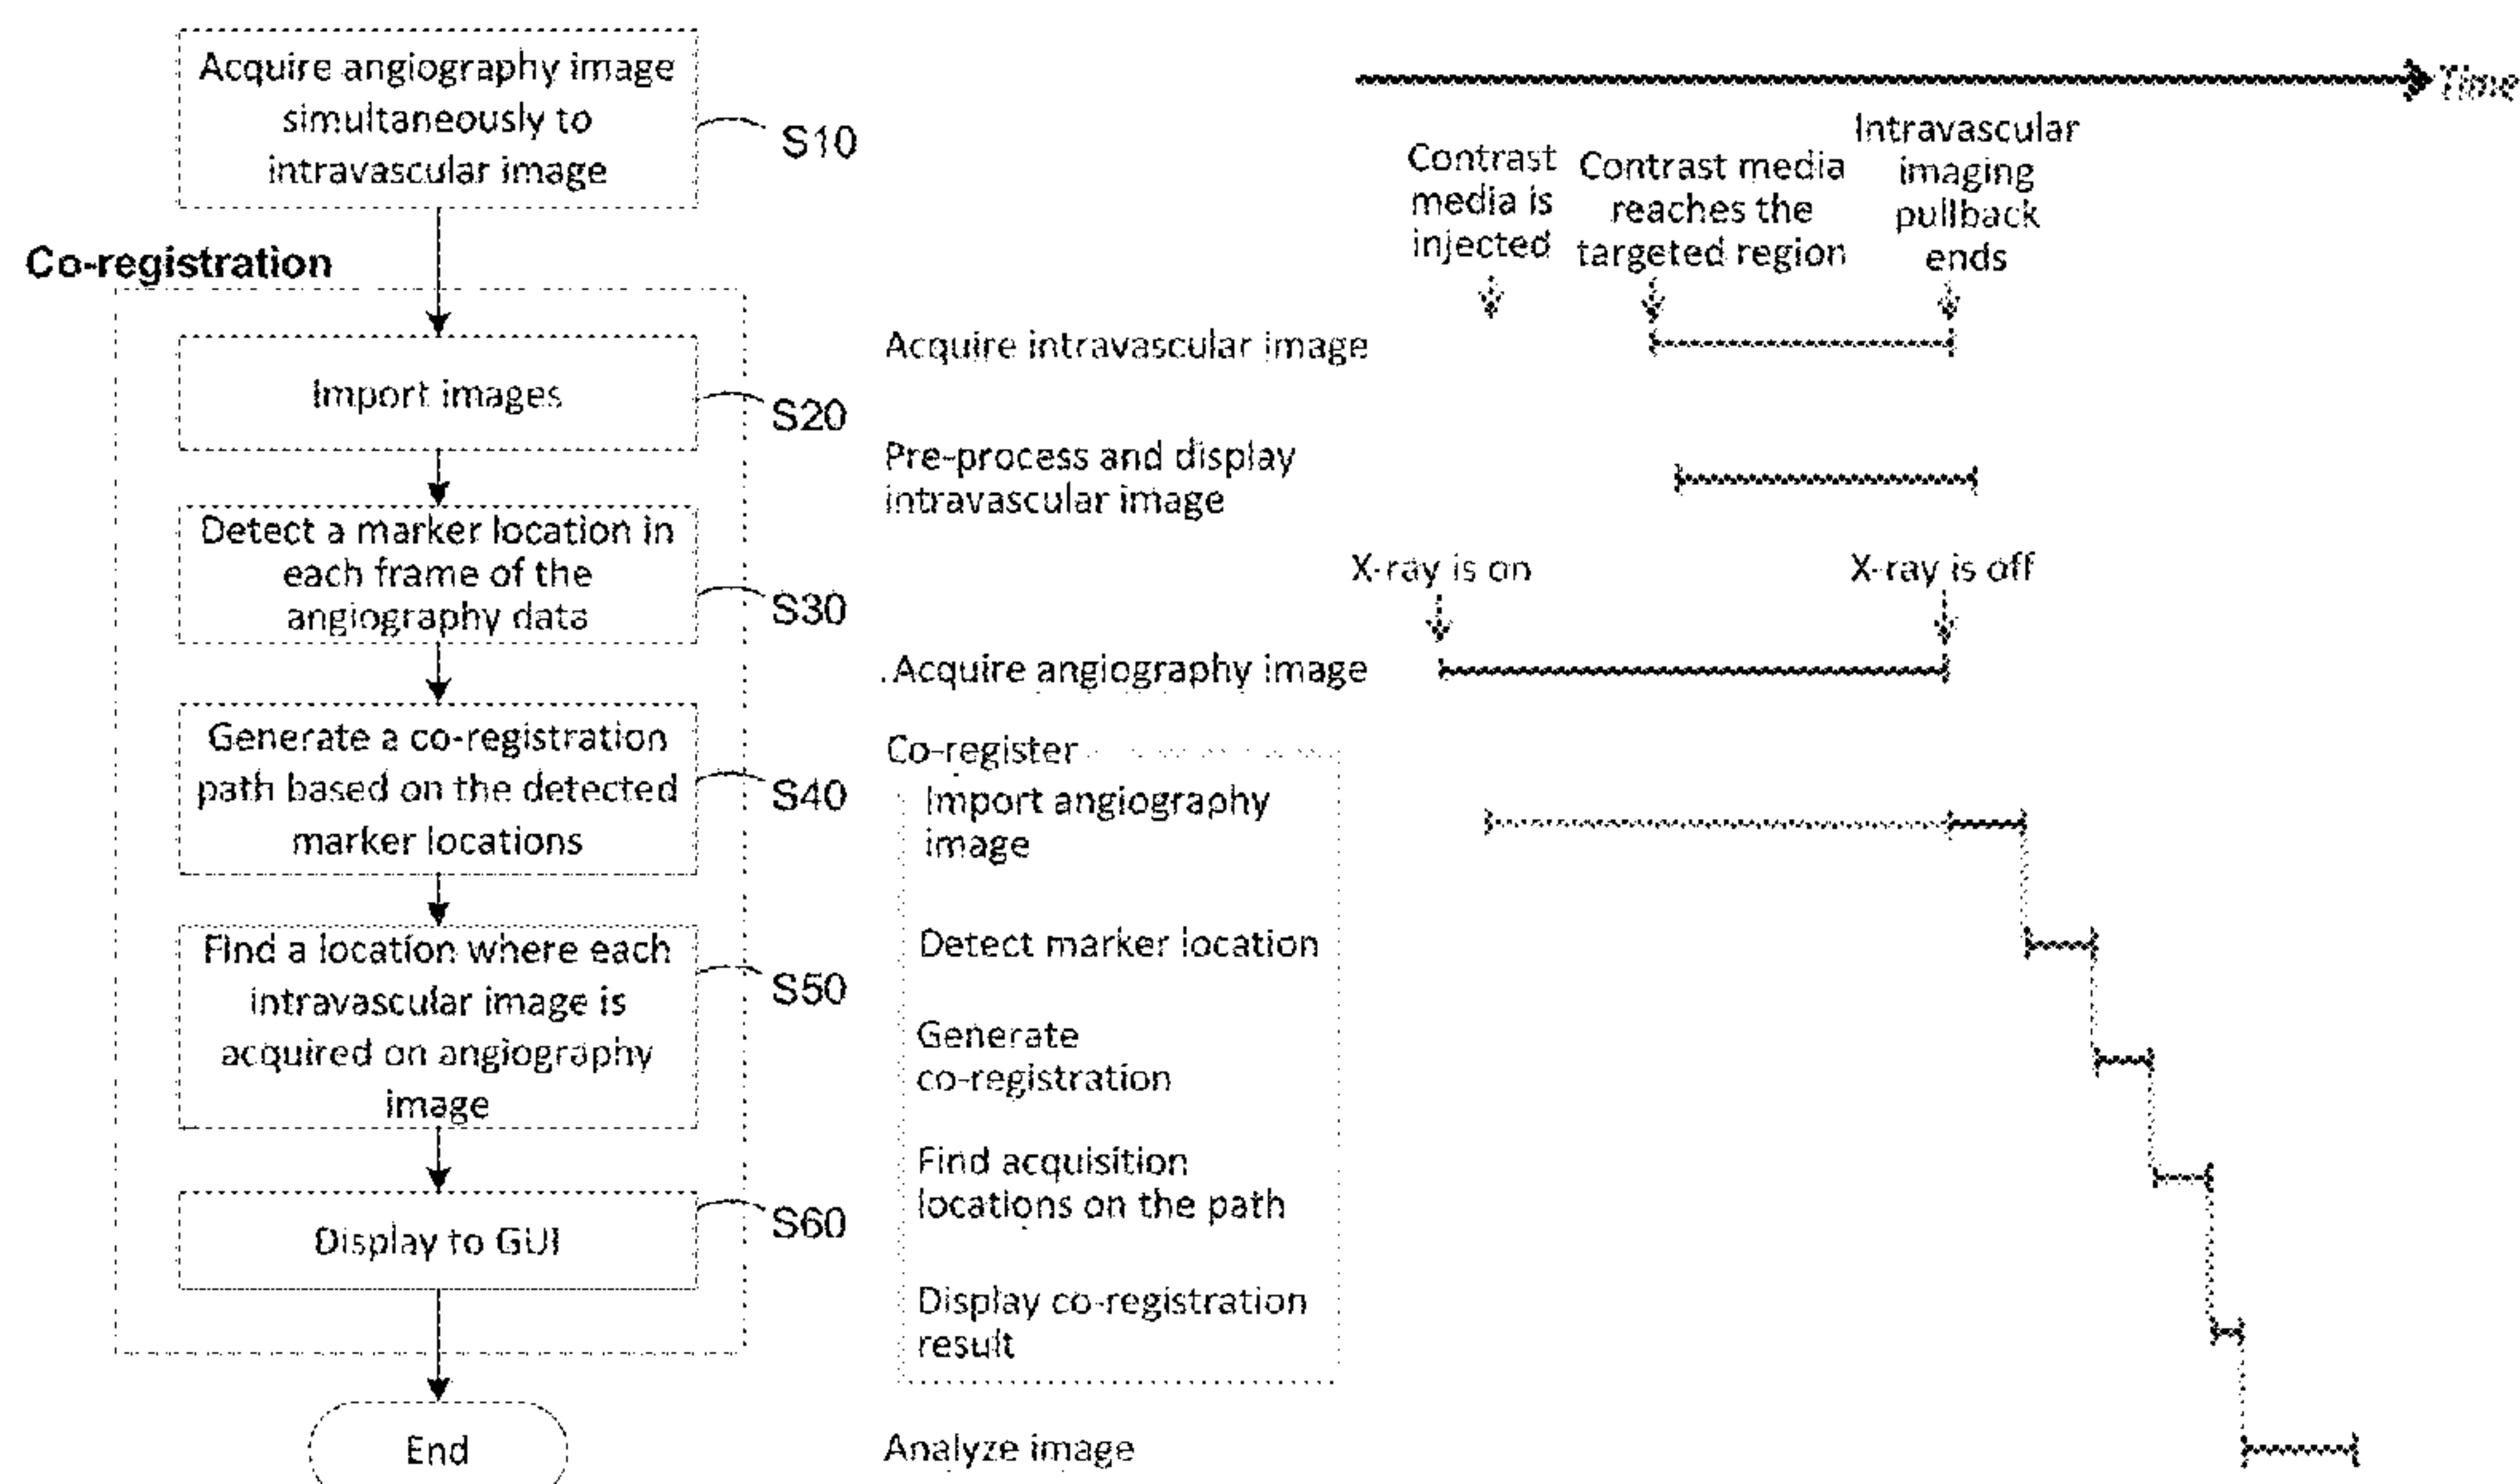 Acquire angiography image
simultaneously to
intravascular image
S10
Co-registration
Import images
S20
Detect a marker location in
each frame of the
angiography data
S30
Generate a co-registration
path based on the detected
marker locations
S40
Find a location where each
intravascular image is
acquired on angiography
image
S50
Display to GUI
S60
End
Time
Contrast
media is
injected
Contrast media
reaches the
targeted region
Intravascular
imaging
pullback
ends
Acquire intravascular image
Pre-process and display
intravascular image
X-ray is on
X-ray is off
Acquire angiography image
Co-register
Import angiography
image
Detect marker location
Generate
co-registration
Find acquisition
locations on the path
Display co-registration
result
Analyze image